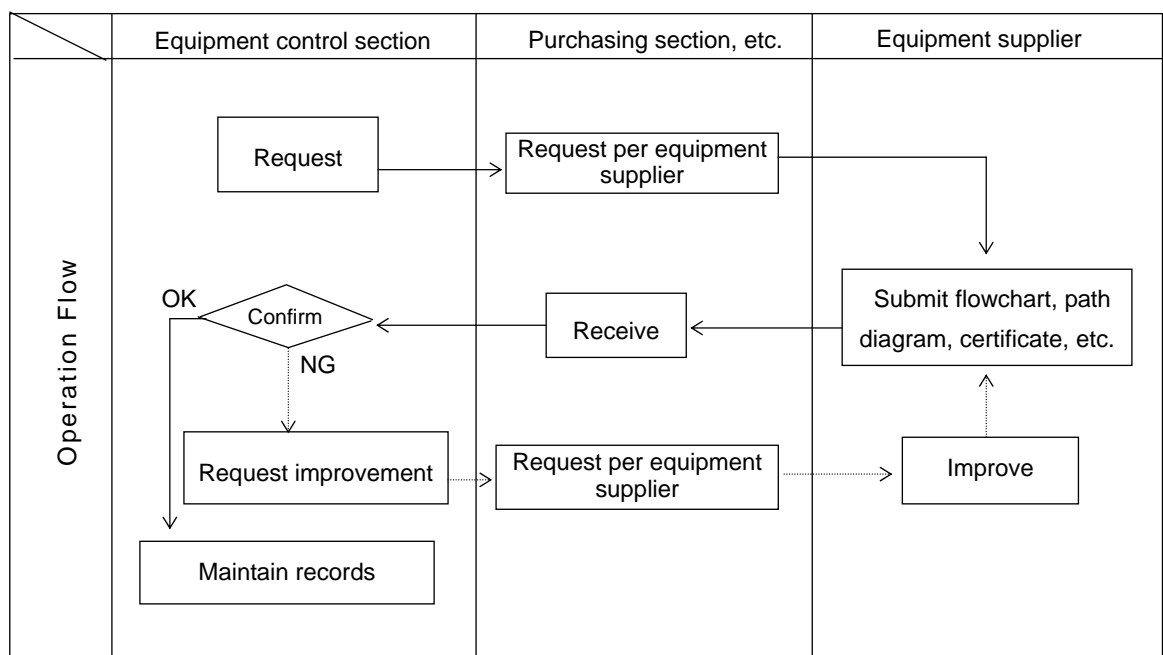 Equipment control section
Purchasing section, etc.
Equipment supplier
Operation Flow
Request
Request per equipment
supplier
Submit flowchart, path
diagram, certificate, etc.
Receive
Confirm
OK
NG
Request improvement
Request per equipment
supplier
Improve
Maintain records